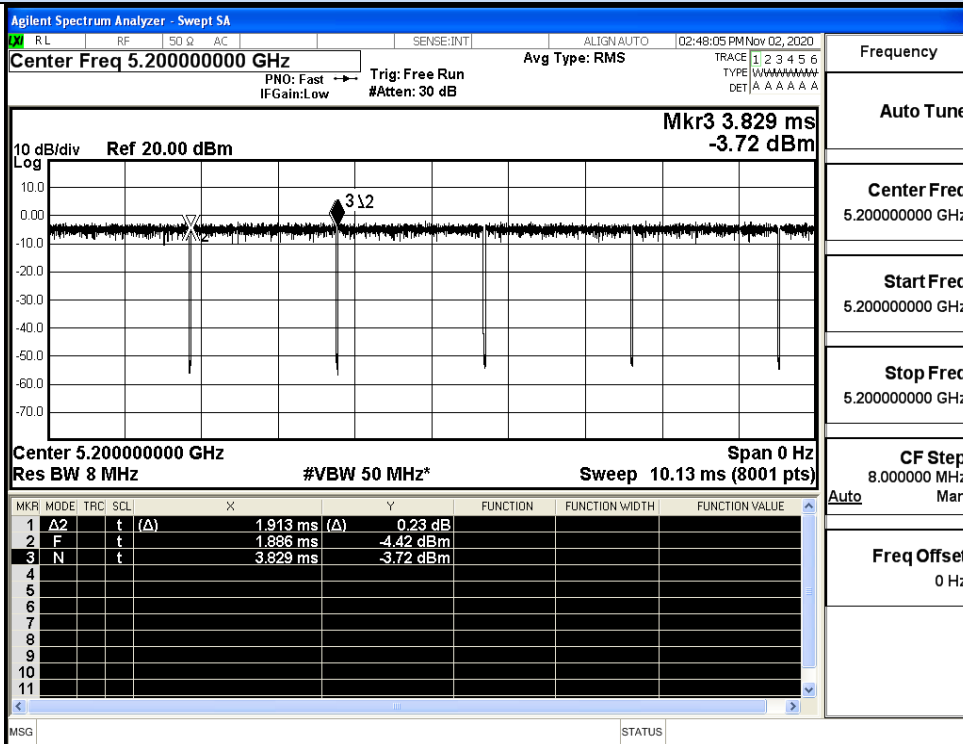 Agilent Spectrum Analyzer - Swept SA
LXI RL RF 50 Ω AC SENSE:INT ALIGN AUTO 02:48:05 PM Nov 02, 2020
Center Freq 5.200000000 GHz
PNO: Fast
IFGain:Low
Trig: Free Run
#Atten: 30 dB
Avg Type: RMS
TRACE 1 2 3 4 5 6
TYPE WWWWWW
DET A A A A A A
Mkr3 3.829 ms
-3.72 dBm
10 dB/div Ref 20.00 dBm
Log
10.0
0.00
-10.0
-20.0
-30.0
-40.0
-50.0
-60.0
-70.0
3 Δ2
2
Center 5.200000000 GHz Span 0 Hz
Res BW 8 MHz #VBW 50 MHz* Sweep 10.13 ms (8001 pts)
MKR MODE TRC SCL X Y FUNCTION FUNCTION WIDTH FUNCTION VALUE
1 Δ2 t (Δ) 1.913 ms (Δ) 0.23 dB
2 F t 1.886 ms -4.42 dBm
3 N t 3.829 ms -3.72 dBm
4
5
6
7
8
9
10
11
MSG STATUS
Frequency
Auto Tune
Center Freq
5.200000000 GHz
Start Freq
5.200000000 GHz
Stop Freq
5.200000000 GHz
CF Step
8.000000 MHz
Auto Man
Freq Offset
0 Hz